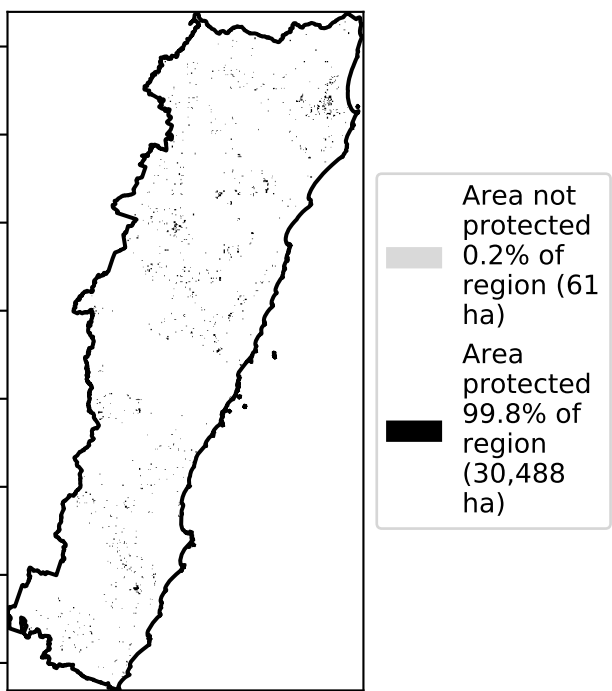 Area not
protected
0.2% of
region (61
ha)
Area
protected
99.8% of
region
(30,488
ha)